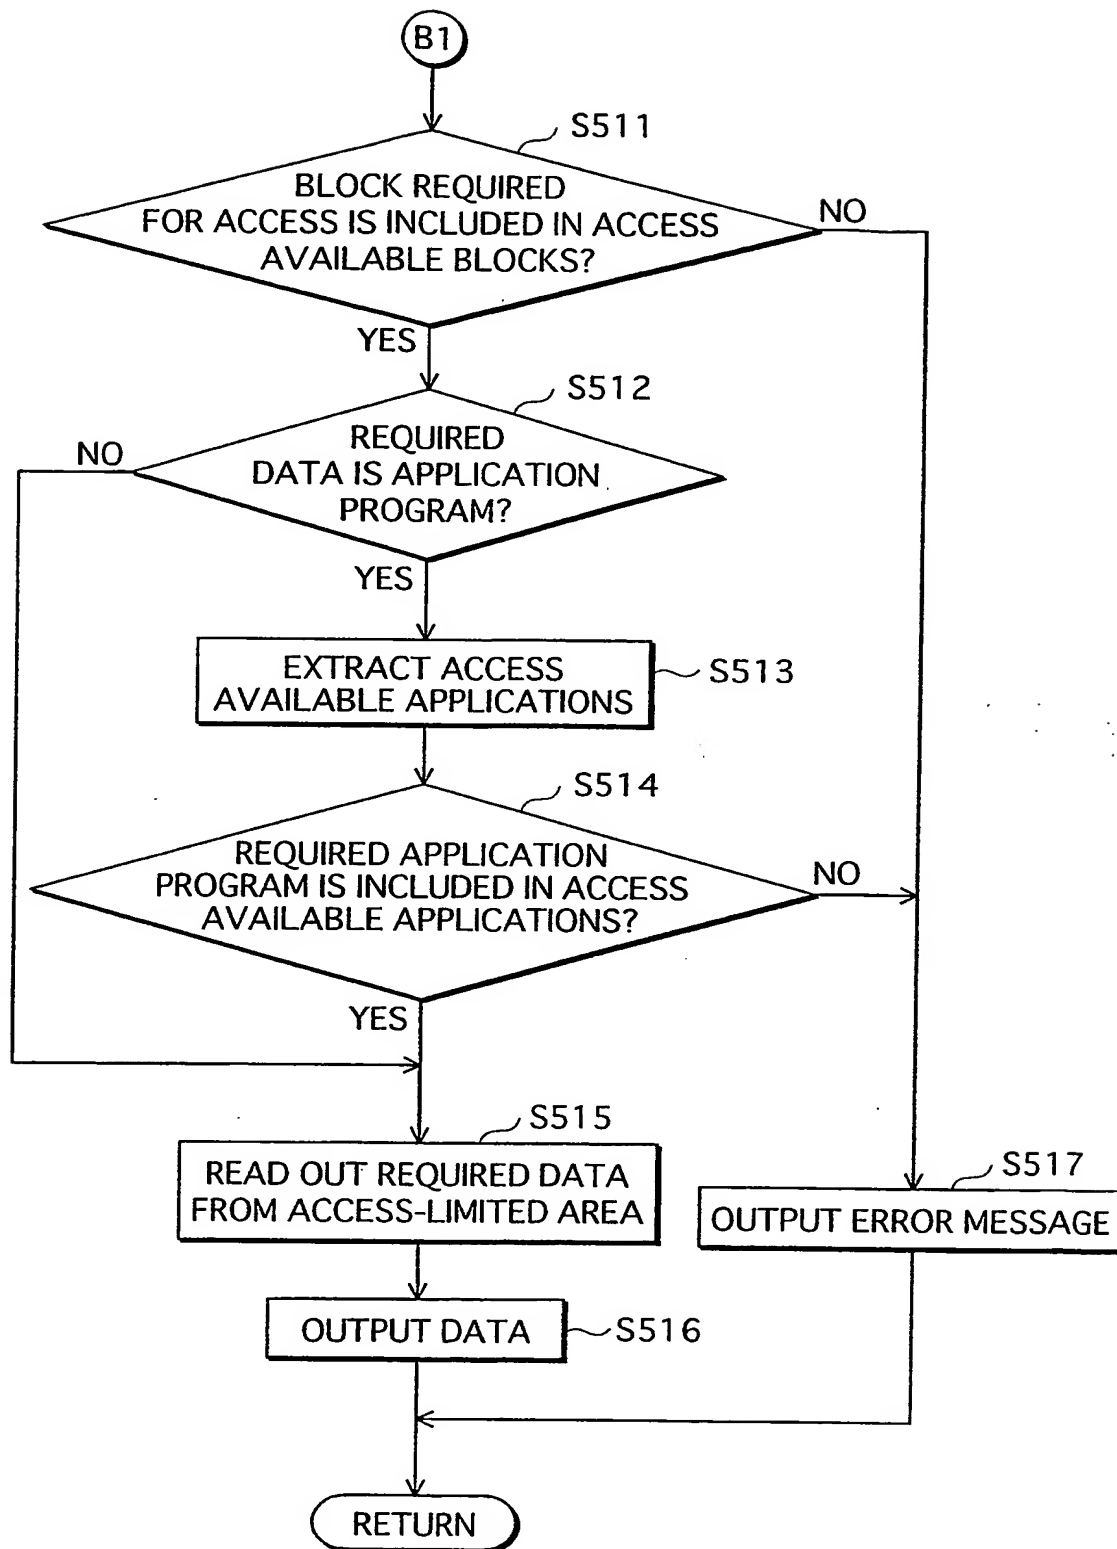 B1
S511
BLOCK REQUIRED
FOR ACCESS IS INCLUDED IN ACCESS
AVAILABLE BLOCKS?
NO
YES
S512
REQUIRED
DATA IS APPLICATION
PROGRAM?
NO
YES
EXTRACT ACCESS
AVAILABLE APPLICATIONS
S513
S514
REQUIRED APPLICATION
PROGRAM IS INCLUDED IN ACCESS
AVAILABLE APPLICATIONS?
NO
YES
S515
READ OUT REQUIRED DATA
FROM ACCESS-LIMITED AREA
S517
OUTPUT ERROR MESSAGE
OUTPUT DATA
S516
RETURN